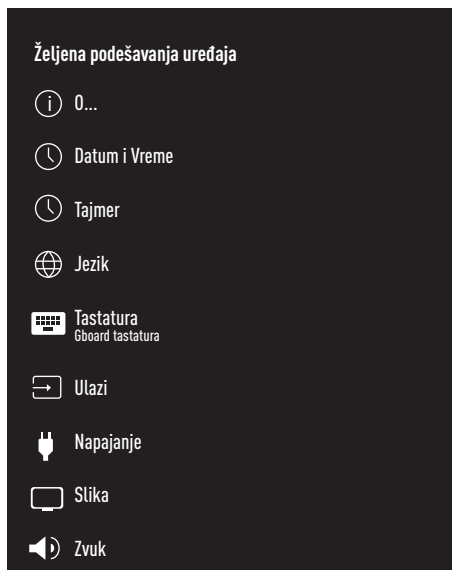 Željena podešavanja uređaja
O...
Datum i Vreme
Tajmer
Jezik
Tastatura
Gboard tastatura
Ulazi
Napajanje
Slika
Zvuk